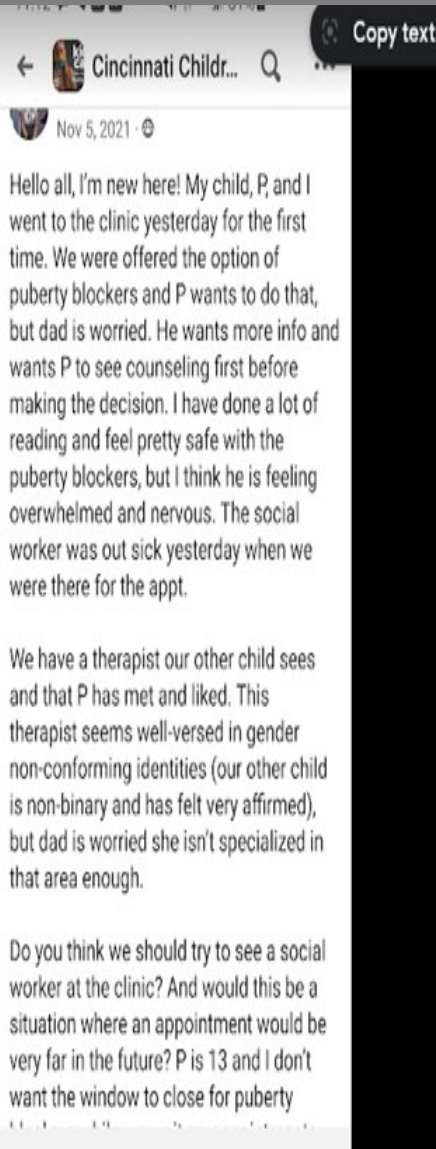 Copy text
Cincinnati Childr...
Nov 5, 2021 ·
Hello all, I'm new here! My child, P, and I
went to the clinic yesterday for the first
time. We were offered the option of
puberty blockers and P wants to do that,
but dad is worried. He wants more info and
wants P to see counseling first before
making the decision. I have done a lot of
reading and feel pretty safe with the
puberty blockers, but I think he is feeling
overwhelmed and nervous. The social
worker was out sick yesterday when we
were there for the appt.
We have a therapist our other child sees
and that P has met and liked. This
therapist seems well-versed in gender
non-conforming identities (our other child
is non-binary and has felt very affirmed),
but dad is worried she isn't specialized in
that area enough.
Do you think we should try to see a social
worker at the clinic? And would this be a
situation where an appointment would be
very far in the future? P is 13 and I don't
want the window to close for puberty